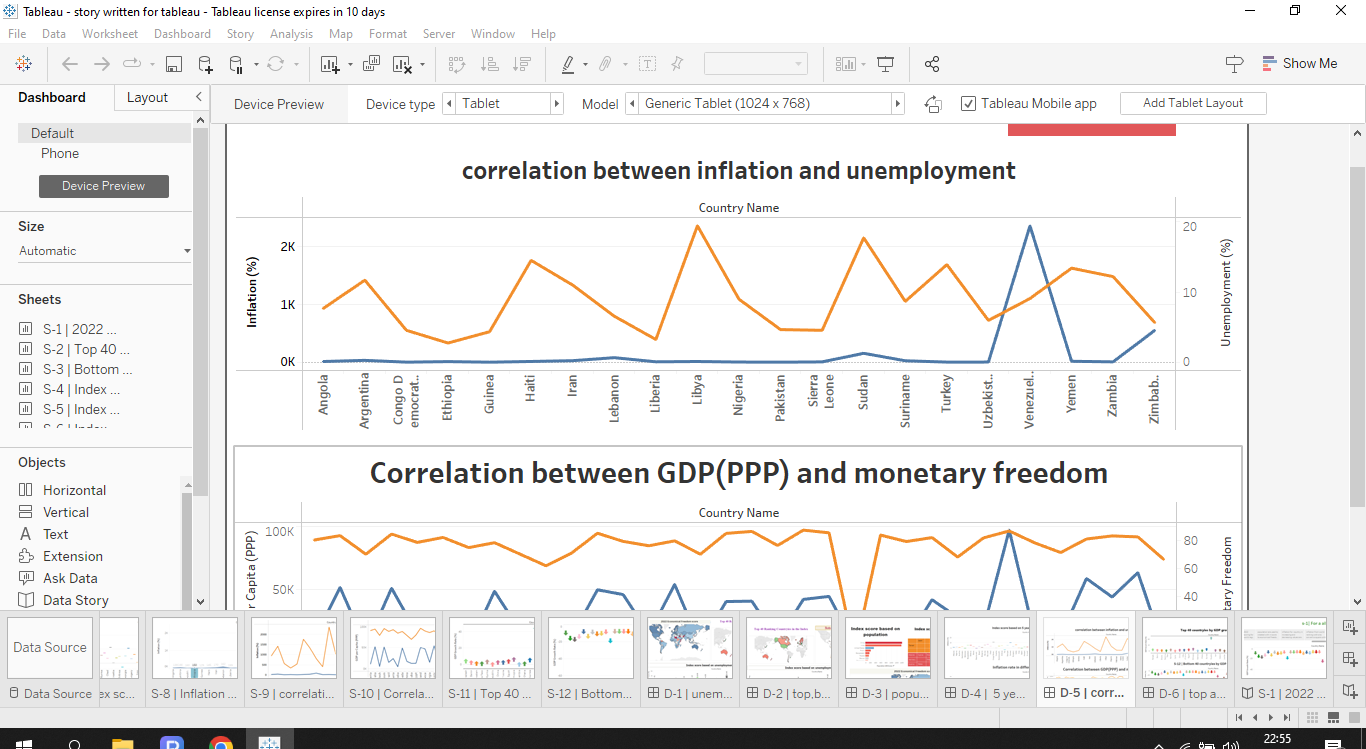 Tableau - story written for tableau - Tableau license expires in 10 days
File Data Worksheet Dashboard Story Analysis Map Format Server Window Help
Show Me
Dashboard Layout
Device Preview Device type Tablet Model Generic Tablet (1024 x 768) Tableau Mobile app Add Tablet Layout
Default
Phone
Device Preview
Size
Automatic
Sheets
S-1 | 2022 ...
S-2 | Top 40 ...
S-3 | Bottom ...
S-4 | Index ...
S-5 | Index ...
Objects
Horizontal
Vertical
Text
Extension
Ask Data
Data Story
correlation between inflation and unemployment
Country Name
Inflation (%)
2K
1K
0K
20
10
0
Unemployment (%)
Angola
Argentina
Congo D
emocrat..
Ethiopia
Guinea
Haiti
Iran
Lebanon
Liberia
Libya
Nigeria
Pakistan
Sierra
Leone
Sudan
Suriname
Turkey
Uzbekist..
Venezuel..
Yemen
Zambia
Zimbab..
Correlation between GDP(PPP) and monetary freedom
Country Name
r Capita (PPP)
100K
50K
80
60
40
tary Freedom
Data Source
Data Source
ex sc...
S-8 | Inflation ...
S-9 | correlati...
S-10 | Correla...
S-11 | Top 40 ...
S-12 | Bottom...
D-1 | unem...
D-2 | top,b...
D-3 | popu...
D-4 | 5 ye...
D-5 | corr...
D-6 | top a...
S-1 | 2022 ...
22:55